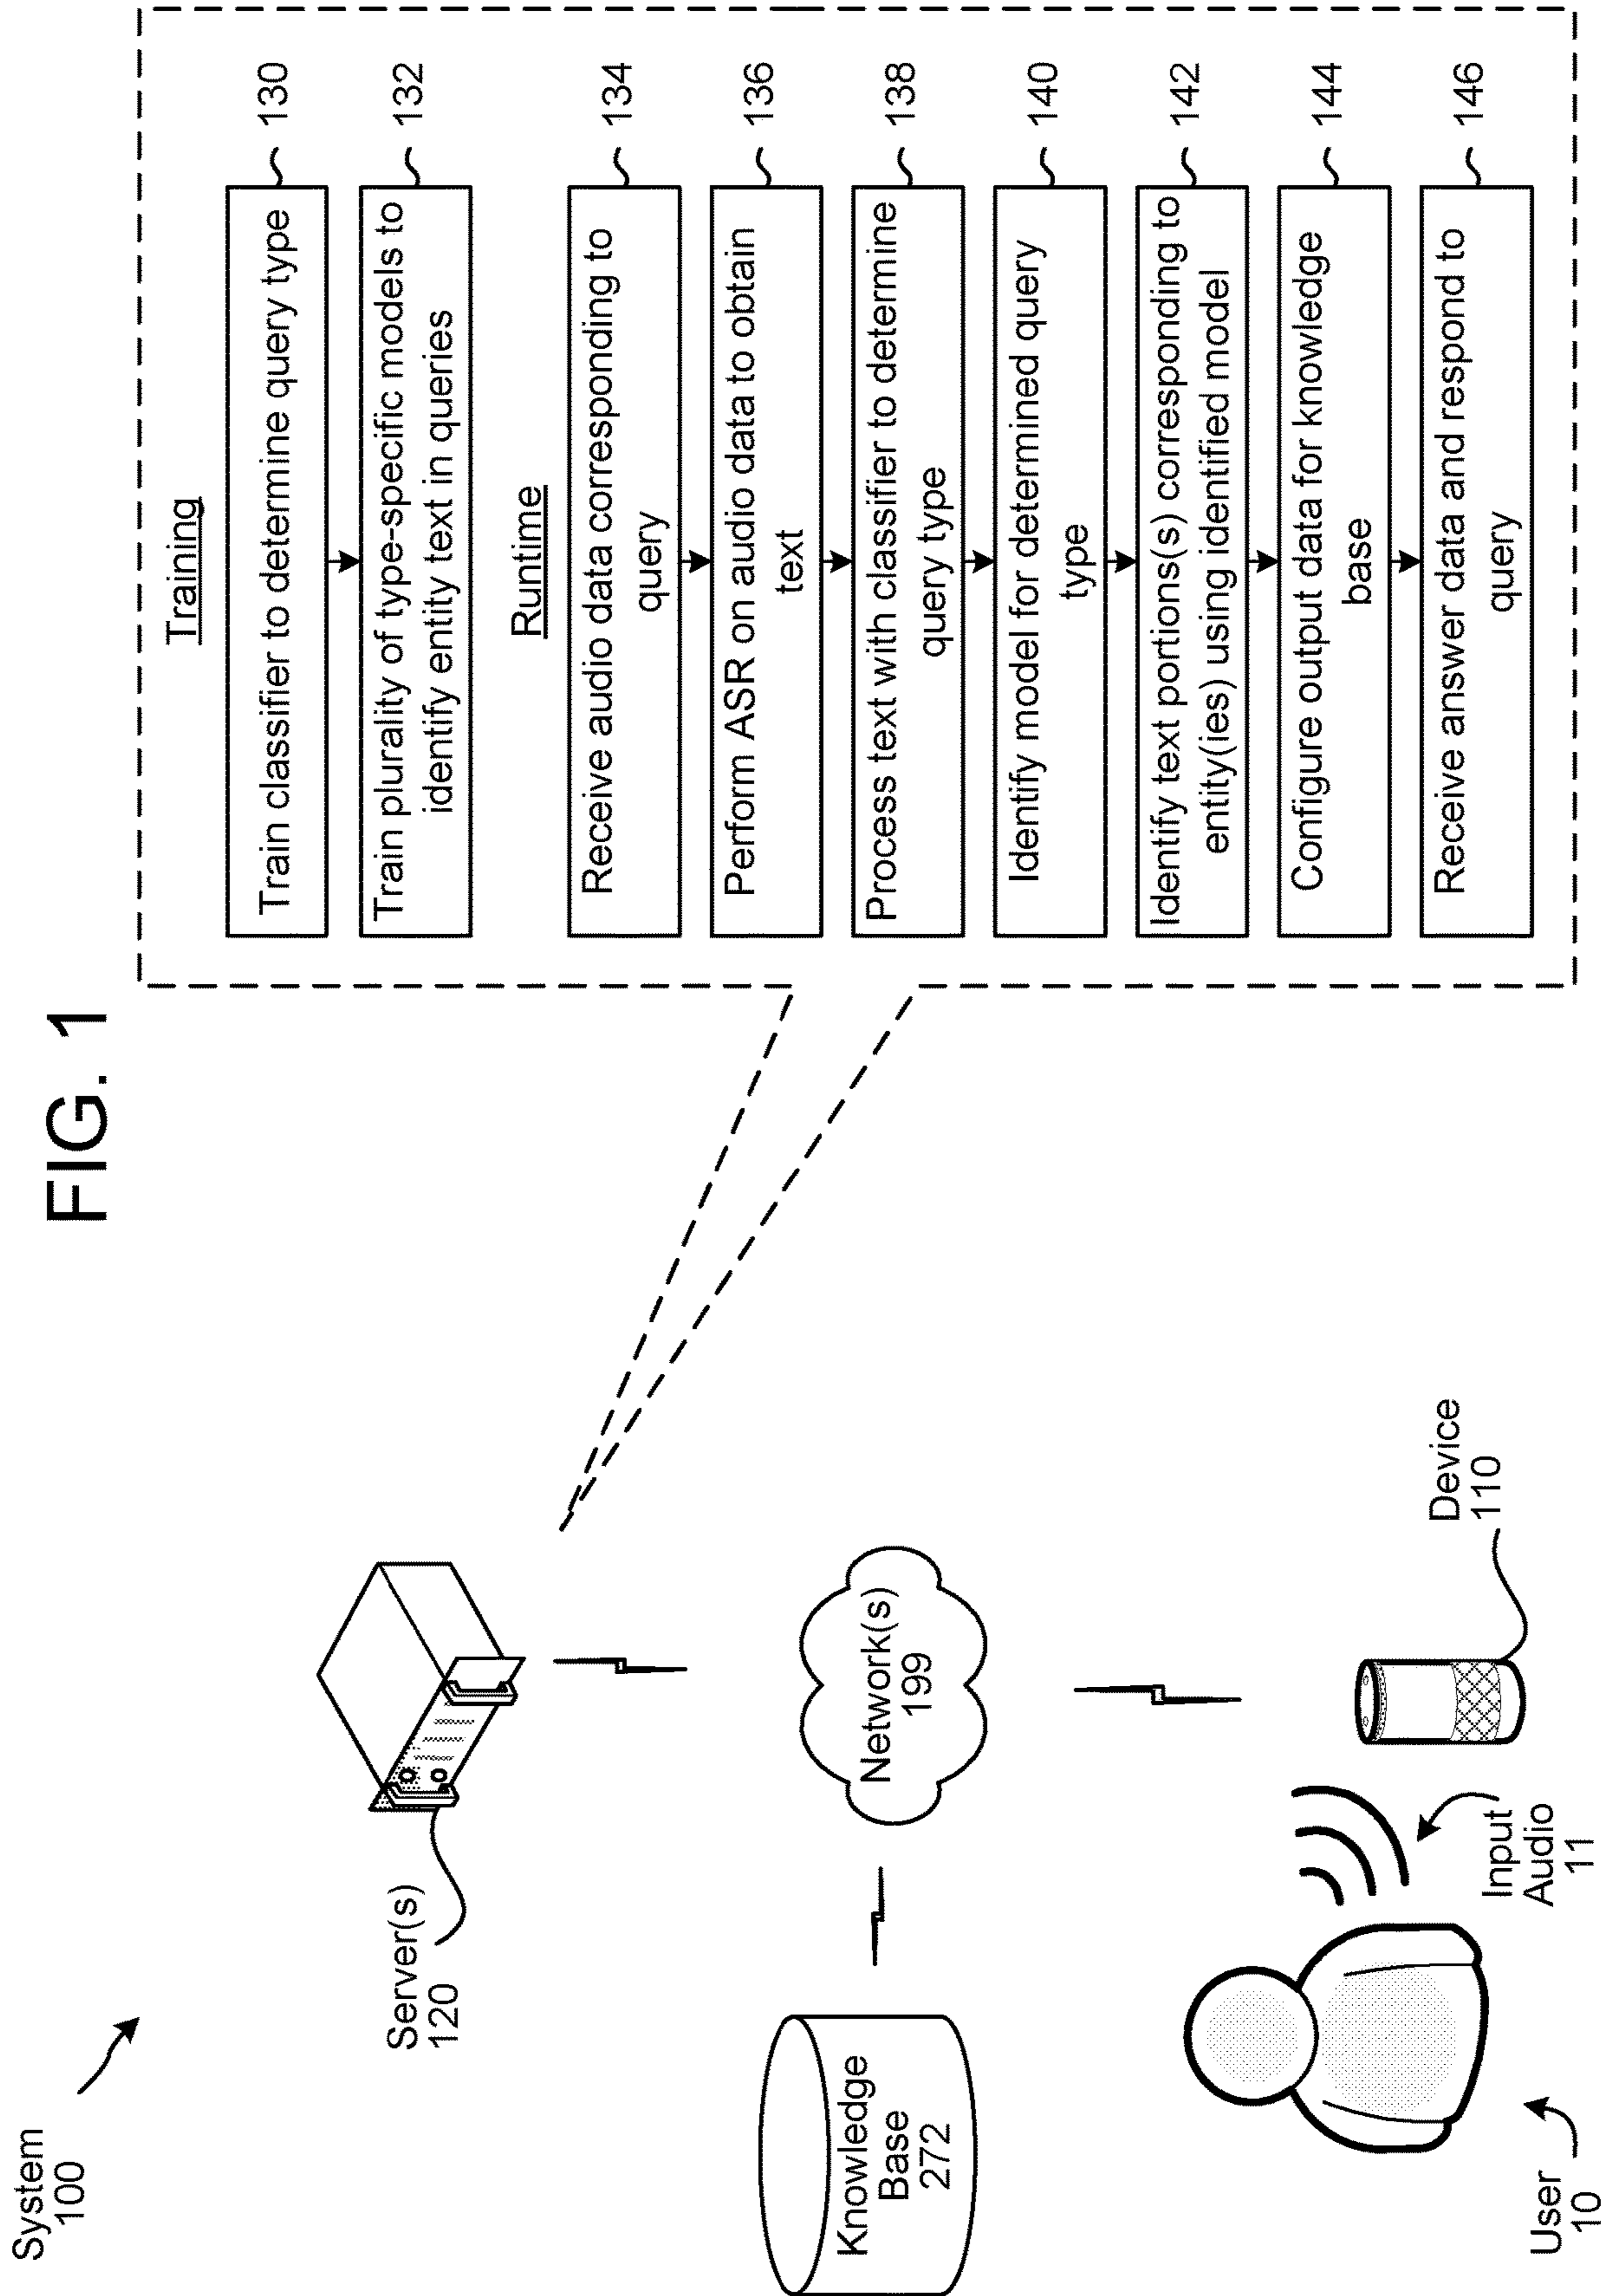 FIG. 1
System
100
Server(s)
120
Knowledge
Base
272
Network(s)
199
User
10
Input
Audio
11
Device
110
Training
Train classifier to determine query type
130
Train plurality of type-specific models to
identify entity text in queries
132
Runtime
Receive audio data corresponding to
query
134
Perform ASR on audio data to obtain
text
136
Process text with classifier to determine
query type
138
Identify model for determined query
type
140
Identify text portions(s) corresponding to
entity(ies) using identified model
142
Configure output data for knowledge
base
144
Receive answer data and respond to
query
146